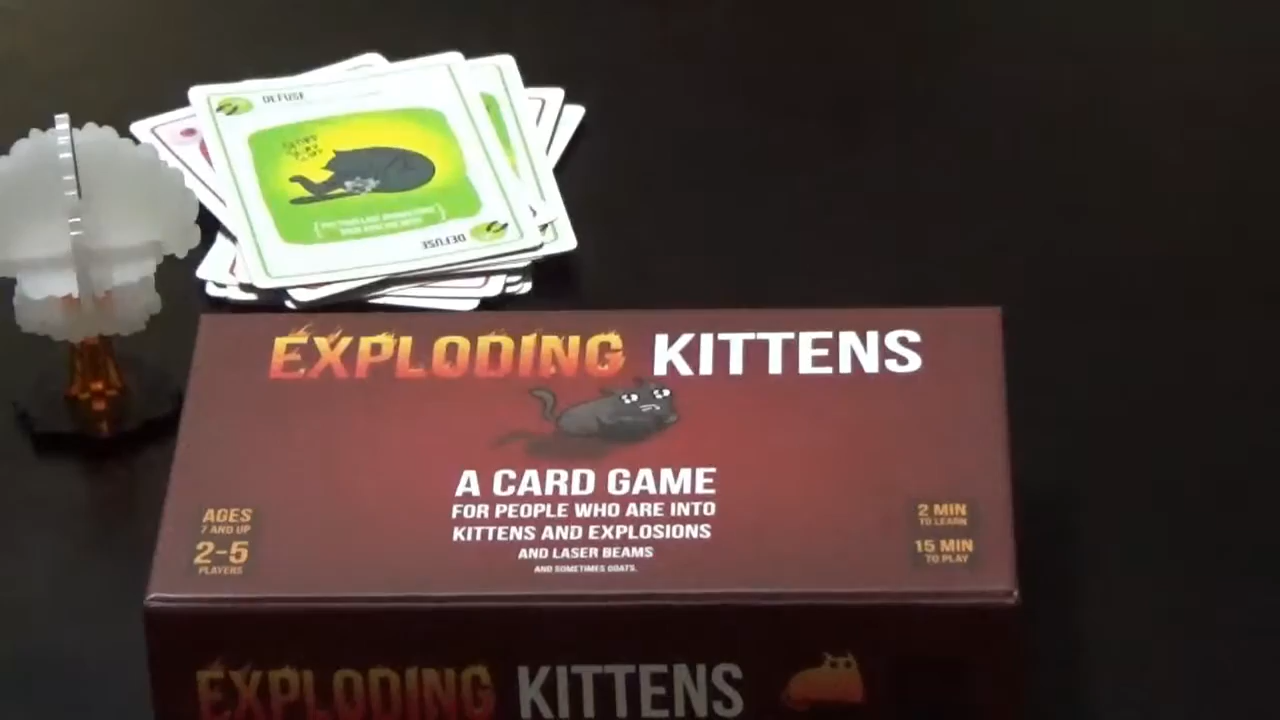 DEFUSE
DEFUSE
EXPLODING KITTENS
A CARD GAME
FOR PEOPLE WHO ARE INTO
KITTENS AND EXPLOSIONS
AND LASER BEAMS
AND SOMETIMES GOATS.
AGES
7 AND UP
2-5
PLAYERS
2 MIN
TO LEARN
15 MIN
TO PLAY
EXPLODING KITTENS